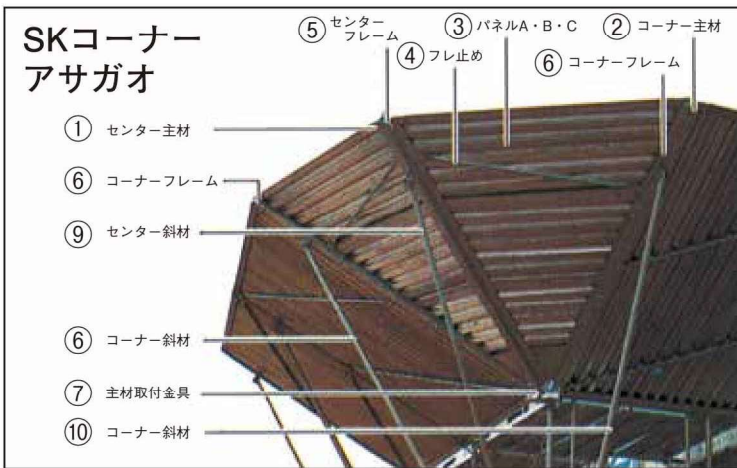 SKコーナー
アサガオ
⑤ センター
フレーム
④ フレ止め
③ パネルA・B・C
② コーナー主材
⑥ コーナーフレーム
① センター主材
⑥ コーナーフレーム
⑨ センター斜材
⑥ コーナー斜材
⑦ 主材取付金具
⑩ コーナー斜材